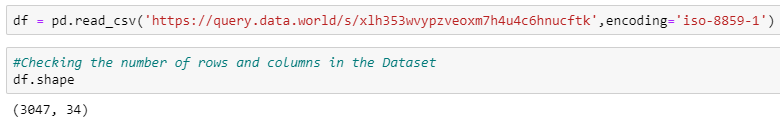 df = pd.read_csv('https://query.data.world/s/xlh353wvypzveoxm7h4u4c6hnucftk',encoding='iso-8859-1')
#Checking the number of rows and columns in the Dataset
df.shape
(3047, 34)